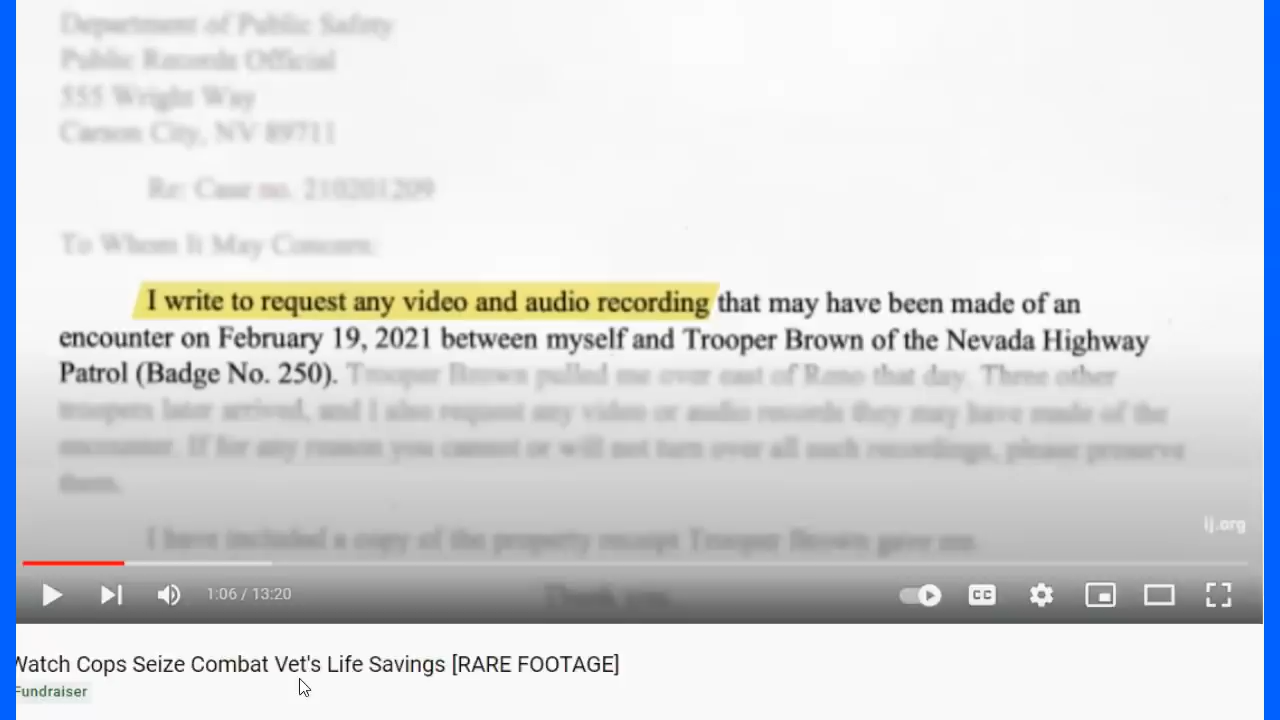 Department of Public Safety
Public Records Official
555 Wright Way
Carson City, NV 89711
Re: Case no. 210201209
To Whom It May Concern:
I write to request any video and audio recording that may have been made of an
encounter on February 19, 2021 between myself and Trooper Brown of the Nevada Highway
Patrol (Badge No. 250). Trooper Brown pulled me over east of Reno that day. Three other
troopers later arrived, and I also request any video or audio records they may have made of the
encounter. If for any reason you cannot or will not turn over all such recordings, please preserve
them.
ij.org
I have included a copy of the property receipt Trooper Brown gave me.
1:06 / 13:20
CC
Thank you.
Watch Cops Seize Combat Vet's Life Savings [RARE FOOTAGE]
Fundraiser